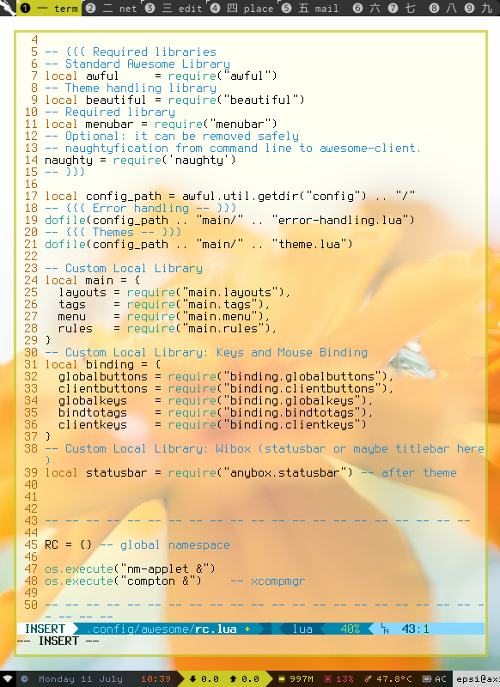 ❶ 一 term ❷ 二 net ❸ 三 edit ❹ 四 place ❺ 五 mail ❻ 六 ❼ 七 ❽ 八 ❾ 九
4
5 -- {{{ Required libraries
6 -- Standard Awesome Library
7 local awful     = require("awful")
8 -- Theme handling library
9 local beautiful = require("beautiful")
10 -- Required library
11 local menubar = require("menubar")
12 -- Optional: it can be removed safely
13 -- naughtyfication from command line to awesome-client.
14 naughty = require('naughty')
15 -- }}}
16
17 local config_path = awful.util.getdir("config") .. "/"
18 -- {{{ Error handling -- }}}
19 dofile(config_path .. "main/" .. "error-handling.lua")
20 -- {{{ Themes -- }}}
21 dofile(config_path .. "main/" .. "theme.lua")
22
23 -- Custom Local Library
24 local main = {
25   layouts = require("main.layouts"),
26   tags    = require("main.tags"),
27   menu    = require("main.menu"),
28   rules   = require("main.rules"),
29 }
30 -- Custom Local Library: Keys and Mouse Binding
31 local binding = {
32   globalbuttons = require("binding.globalbuttons"),
33   clientbuttons = require("binding.clientbuttons"),
34   globalkeys    = require("binding.globalkeys"),
35   bindtotags    = require("binding.bindtotags"),
36   clientkeys    = require("binding.clientkeys")
37 }
38 -- Custom Local Library: Wibox (statusbar or maybe titlebar here
)
39 local statusbar = require("anybox.statusbar") -- after theme
40
41
42
43 -- -- -- -- -- -- -- -- -- -- -- -- -- -- -- -- -- -- -- --
44
45 RC = {} -- global namespace
46
47 os.execute("nm-applet &")
48 os.execute("compton &")    -- xcompmgr
49
50 -- -- -- -- -- -- -- -- -- -- -- -- -- -- -- -- -- -- -- -- --
-- -- -- --
INSERT .config/awesome/rc.lua + lua 40% 43:1
-- INSERT --
Monday 11 July 10:39 0.0 0.0 997M 13% 47.8°C AC epsi@ax